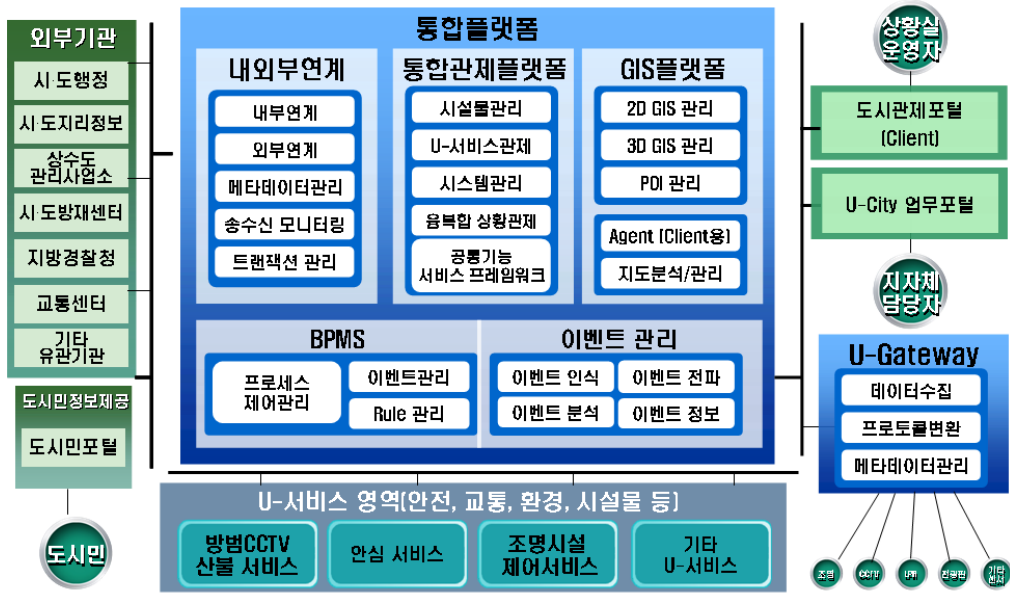 외부기관
시·도행정
시·도지리정보
상수도
관리사업소
시·도방재센터
지방경찰청
교통센터
기타
유관기관
도시민정보제공
도시민포털
도시민
통합플랫폼
내외부연계
내부연계
외부연계
메타데이터관리
송수신 모니터링
트랜잭션 관리
통합관제플랫폼
시설물관리
U-서비스관제
시스템관리
융복합 상황관제
공통기능
서비스 프레임워크
GIS플랫폼
2D GIS 관리
3D GIS 관리
POI 관리
Agent (Client용)
지도분석/관리
BPMS
프로세스
제어관리
이벤트관리
Rule 관리
이벤트 관리
이벤트 인식
이벤트 전파
이벤트 분석
이벤트 정보
U-서비스 영역(안전, 교통, 환경, 시설물 등)
방범CCTV
산불 서비스
안심 서비스
조명시설
제어서비스
기타
U-서비스
상황실
운영자
도시관제포털
(Client)
U-City 업무포털
지자체
담당자
U-Gateway
데이터수집
프로토콜변환
메타데이터관리
조명
CCTV
전광판
기타
센서